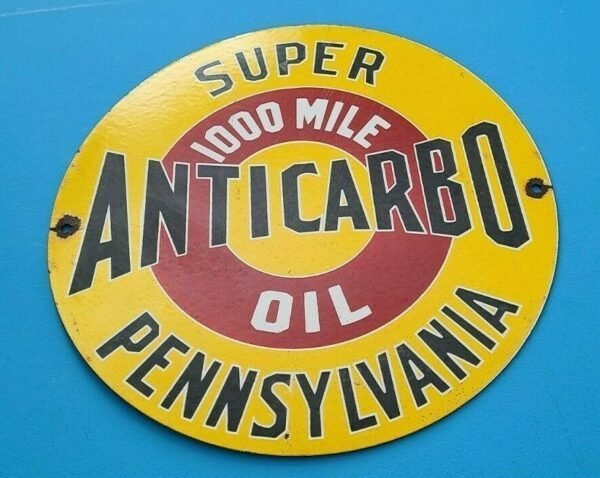 SUPER
1000 MILE
ANTICARBO
OIL
PENNSYLVANIA